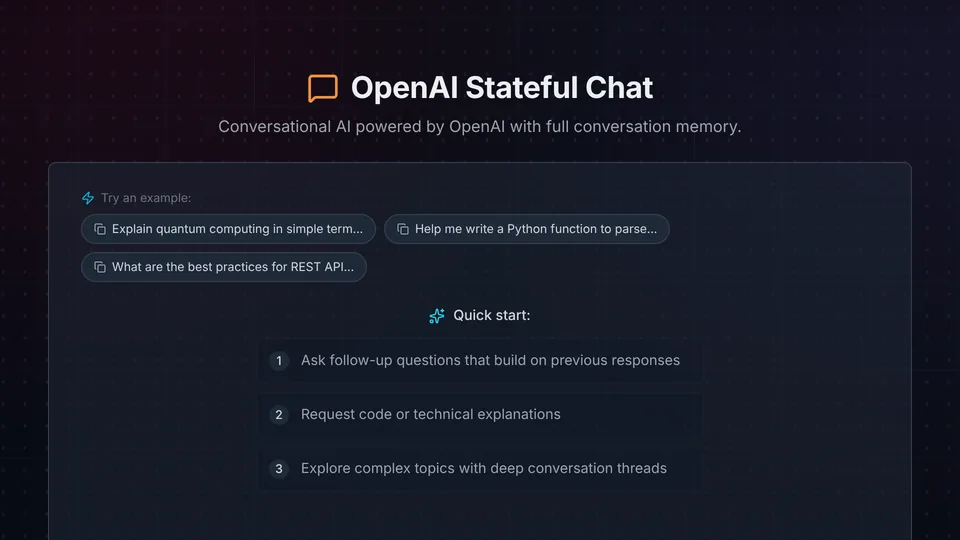 OpenAI Stateful Chat
Conversational AI powered by OpenAI with full conversation memory.
Try an example:
Explain quantum computing in simple term...
Help me write a Python function to parse...
What are the best practices for REST API...
Quick start:
1 Ask follow-up questions that build on previous responses
2 Request code or technical explanations
3 Explore complex topics with deep conversation threads